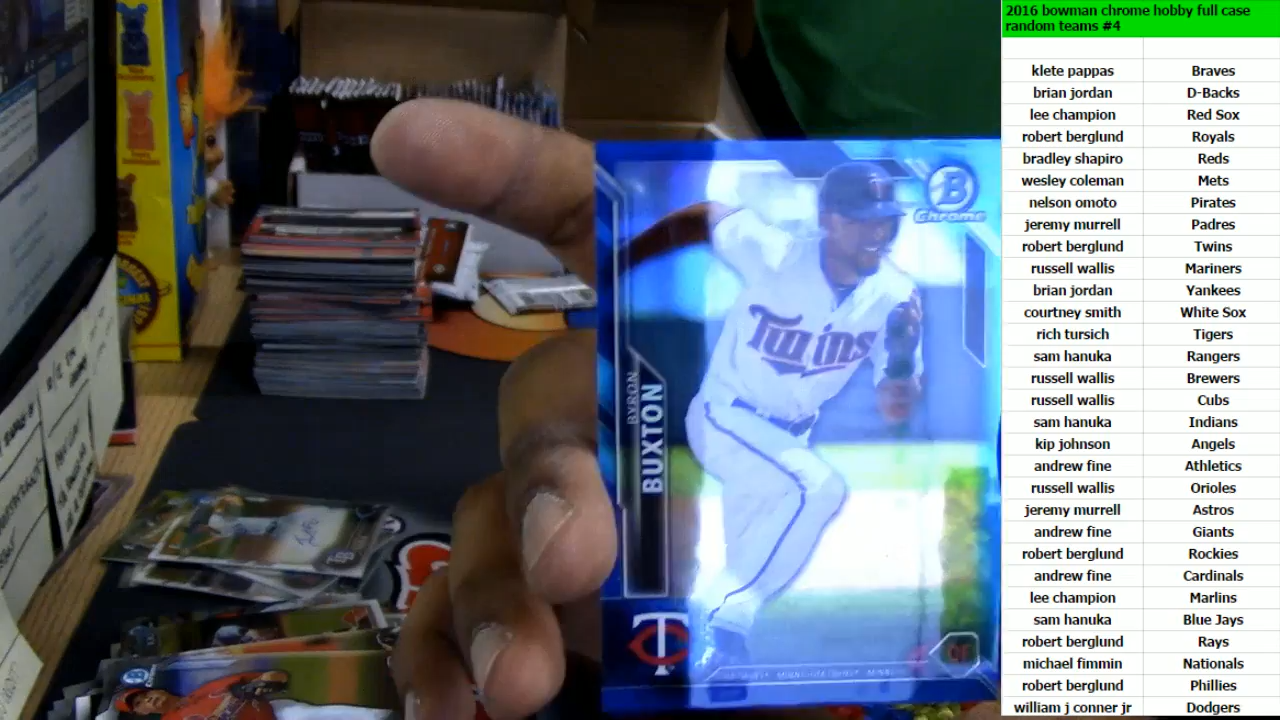 2016 bowman chrome hobby full case
random teams #4
klete pappas Braves
brian jordan D-Backs
lee champion Red Sox
robert berglund Royals
bradley shapiro Reds
wesley coleman Mets
nelson omoto Pirates
jeremy murrell Padres
robert berglund Twins
russell wallis Mariners
brian jordan Yankees
courtney smith White Sox
rich tursich Tigers
sam hanuka Rangers
russell wallis Brewers
russell wallis Cubs
sam hanuka Indians
kip johnson Angels
andrew fine Athletics
russell wallis Orioles
jeremy murrell Astros
andrew fine Giants
robert berglund Rockies
andrew fine Cardinals
lee champion Marlins
sam hanuka Blue Jays
robert berglund Rays
michael fimmin Nationals
robert berglund Phillies
william j conner jr Dodgers
B
Chrome
Twins
BYRON
BUXTON
TC
CF